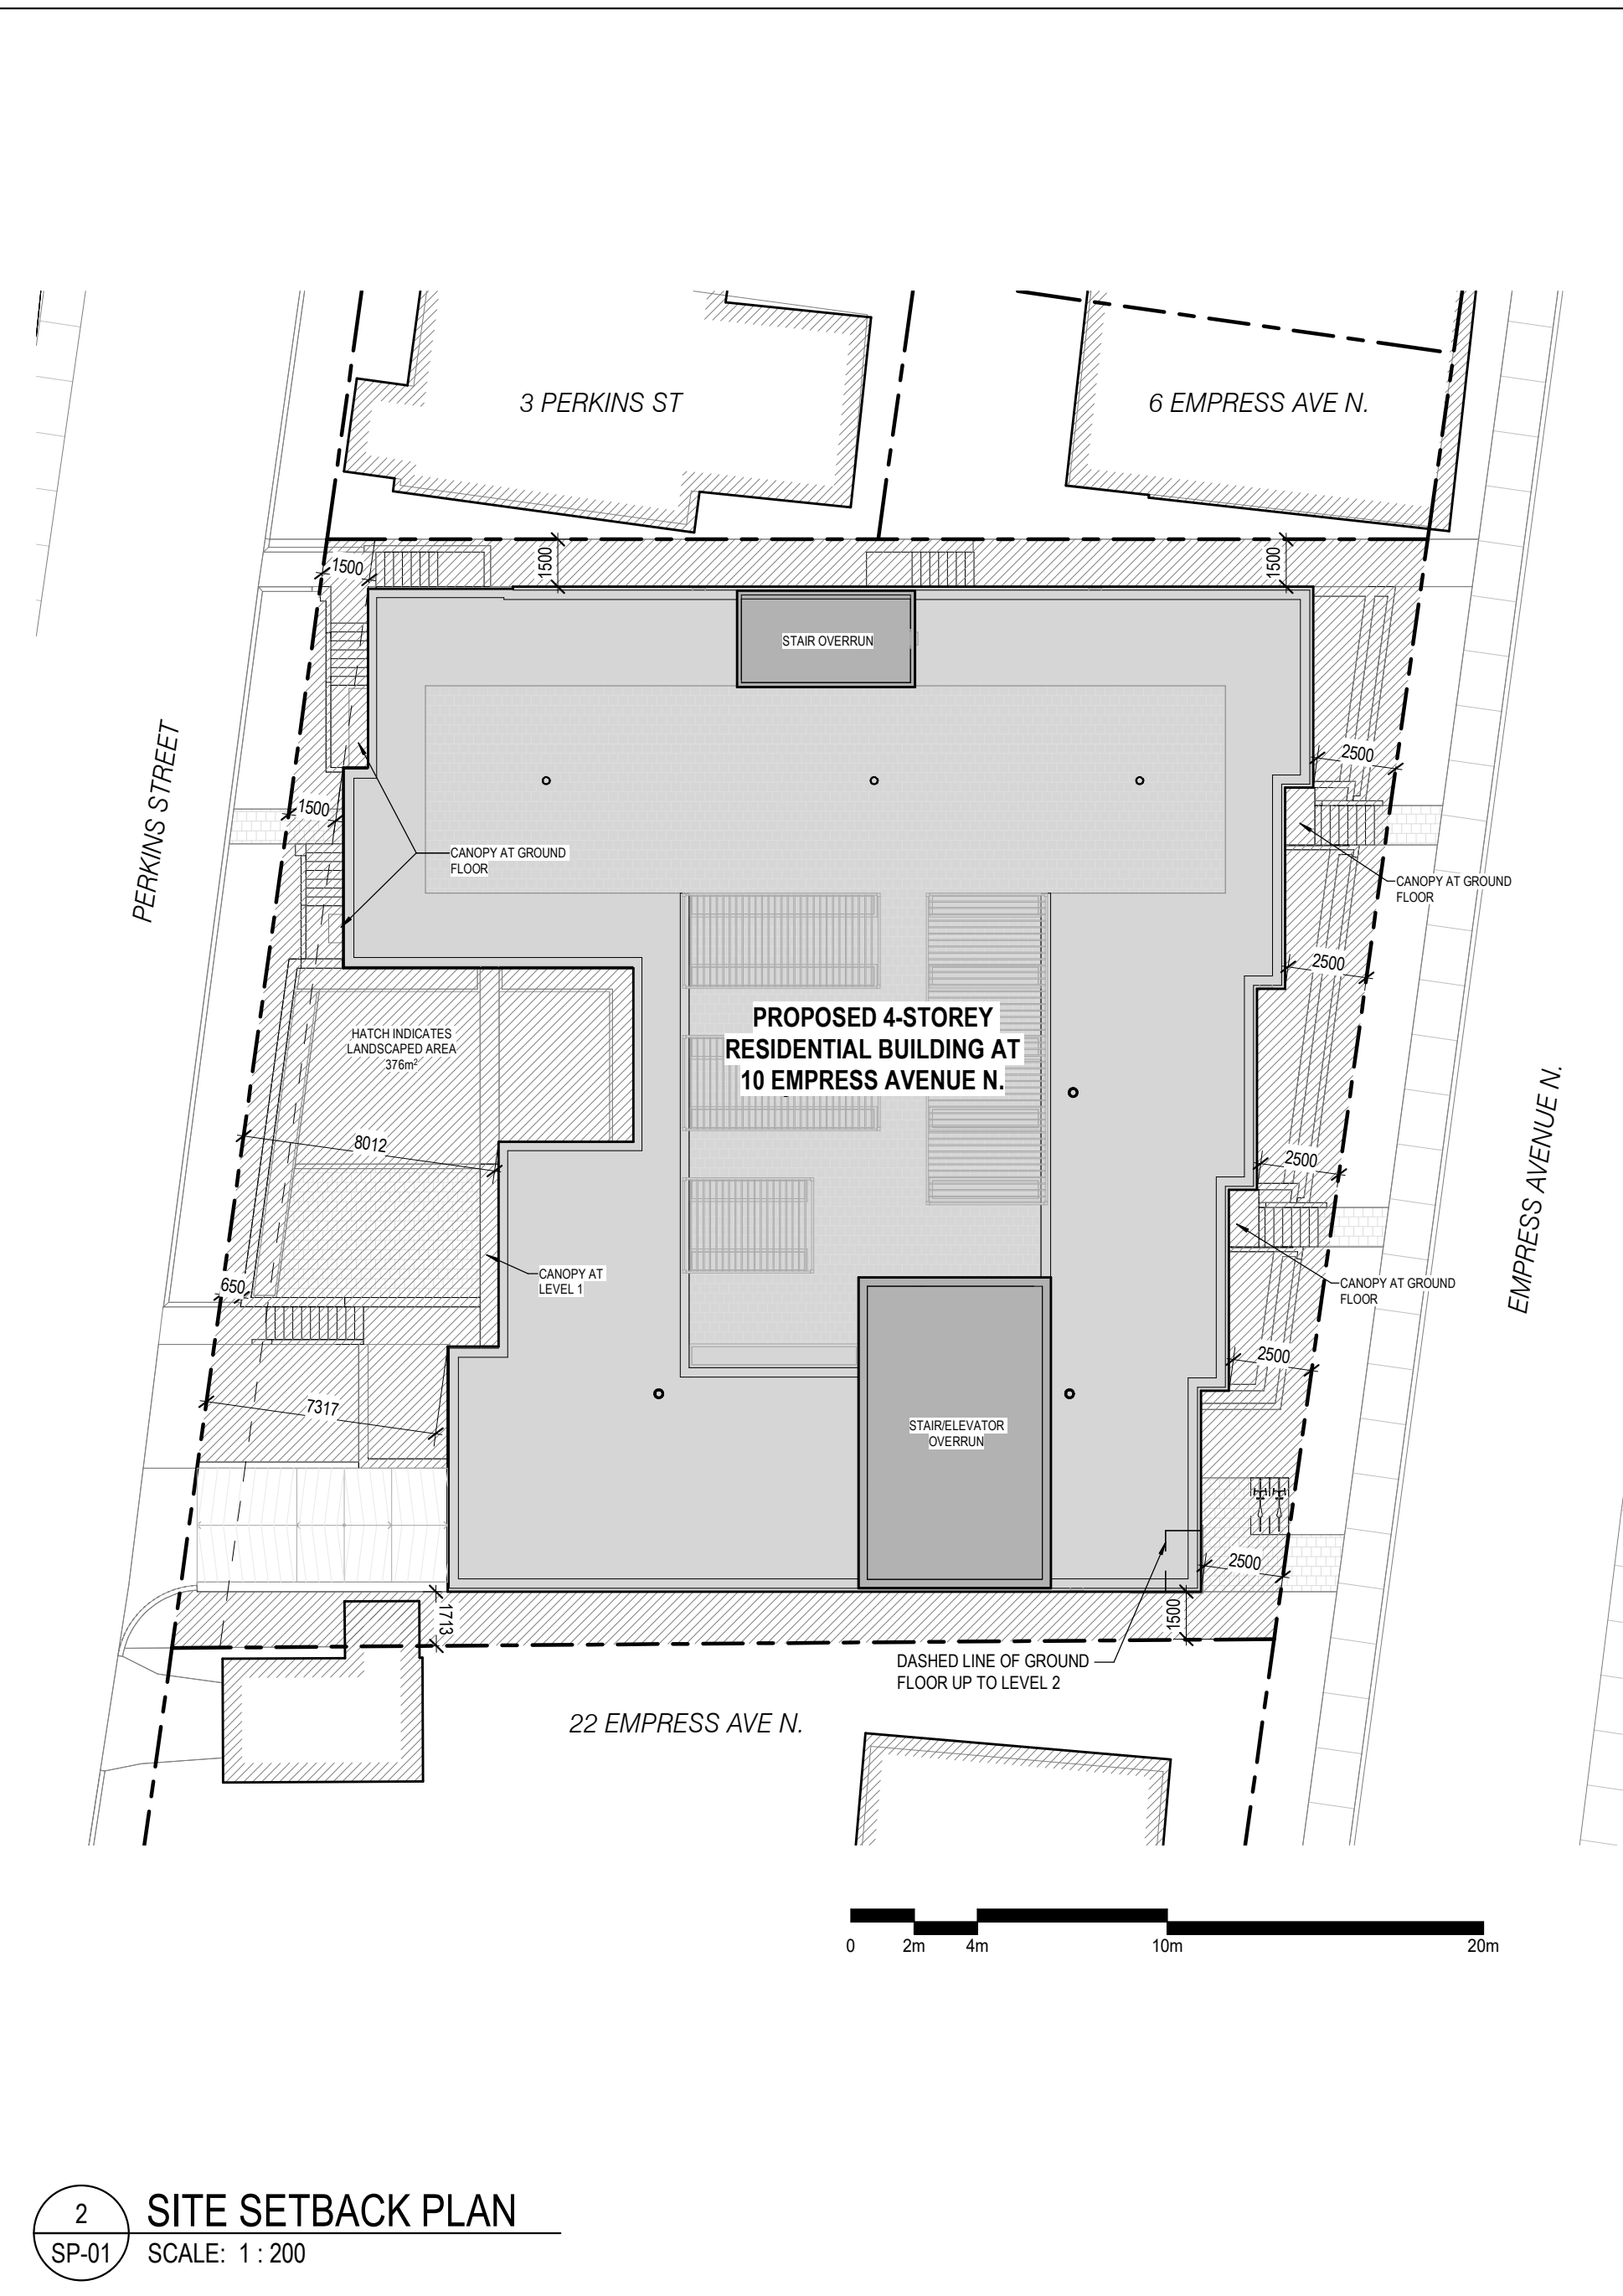 3 PERKINS ST
6 EMPRESS AVE N.
1500
1500
1500
STAIR OVERRUN
2500
PERKINS STREET
1500
CANOPY AT GROUND
FLOOR
CANOPY AT GROUND
FLOOR
2500
PROPOSED 4-STOREY
RESIDENTIAL BUILDING AT
10 EMPRESS AVENUE N.
HATCH INDICATES
LANDSCAPED AREA
376m²
8012
2500
EMPRESS AVENUE N.
650
CANOPY AT
LEVEL 1
CANOPY AT GROUND
FLOOR
2500
7317
STAIR/ELEVATOR
OVERRUN
2500
1713
1500
DASHED LINE OF GROUND
FLOOR UP TO LEVEL 2
22 EMPRESS AVE N.
0 2m 4m 10m 20m
2
SP-01
SITE SETBACK PLAN
SCALE: 1 : 200